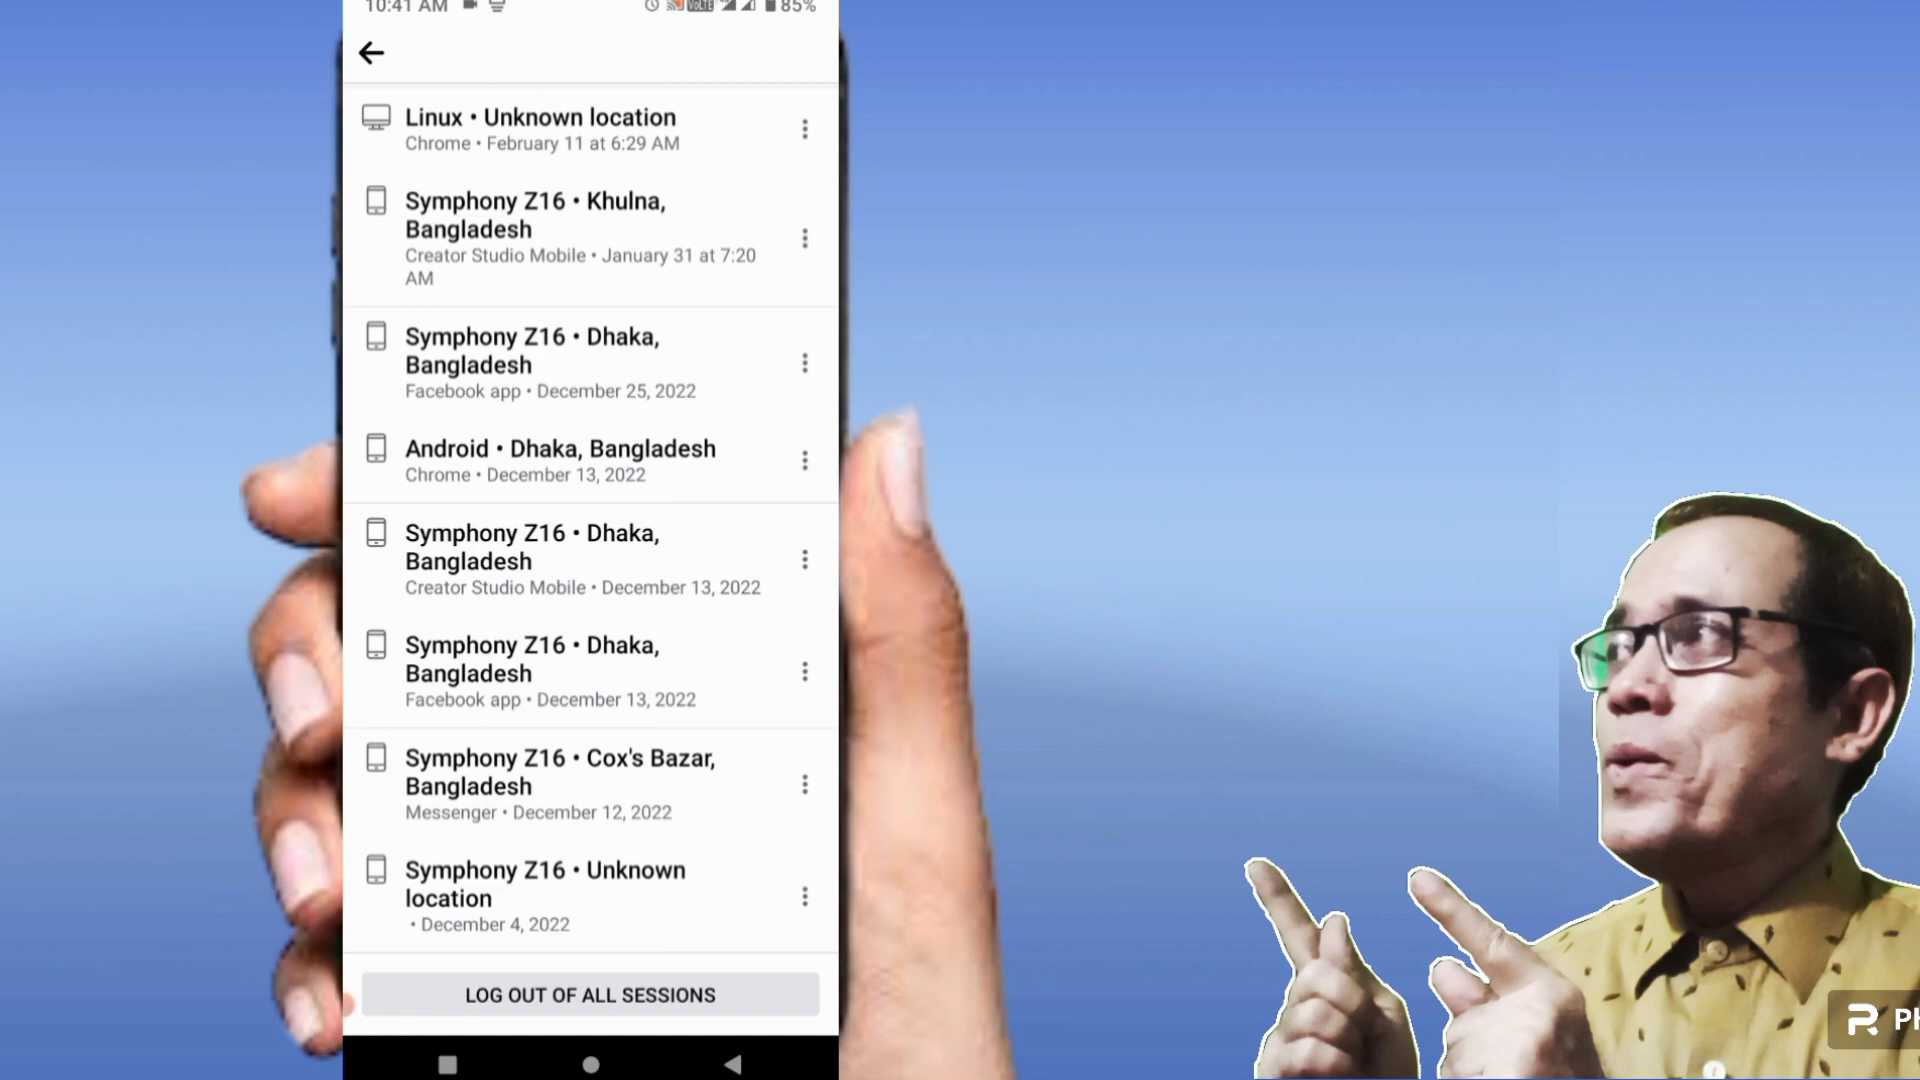 10:41 AM
VoLTE
85%
Linux • Unknown location
Chrome • February 11 at 6:29 AM
Symphony Z16 • Khulna,
Bangladesh
Creator Studio Mobile • January 31 at 7:20
AM
Symphony Z16 • Dhaka,
Bangladesh
Facebook app • December 25, 2022
Android • Dhaka, Bangladesh
Chrome • December 13, 2022
Symphony Z16 • Dhaka,
Bangladesh
Creator Studio Mobile • December 13, 2022
Symphony Z16 • Dhaka,
Bangladesh
Facebook app • December 13, 2022
Symphony Z16 • Cox's Bazar,
Bangladesh
Messenger • December 12, 2022
Symphony Z16 • Unknown
location
• December 4, 2022
LOG OUT OF ALL SESSIONS